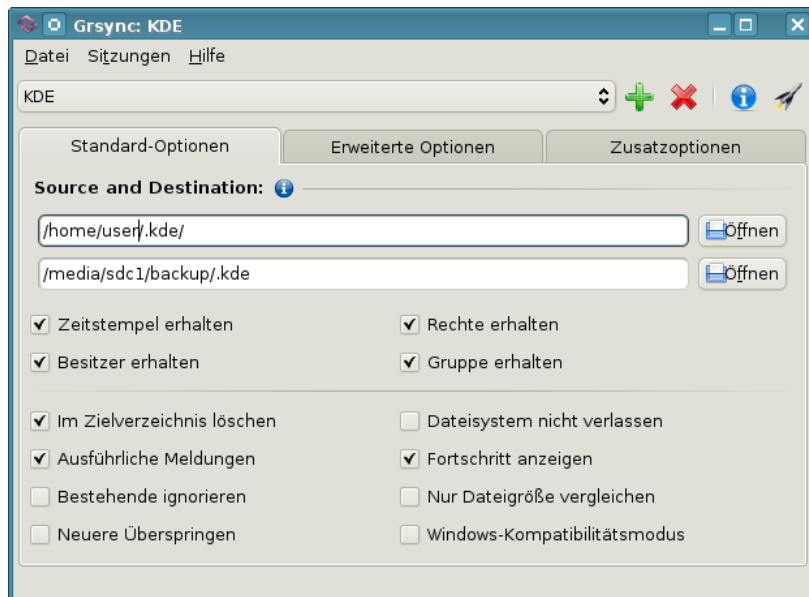 Grsync: KDE
Datei Sitzungen Hilfe
KDE
Standard-Optionen Erweiterte Optionen Zusatzoptionen
Source and Destination:
/home/user/.kde/ Öffnen
/media/sdc1/backup/.kde Öffnen
Zeitstempel erhalten Rechte erhalten
Besitzer erhalten Gruppe erhalten
Im Zielverzeichnis löschen Dateisystem nicht verlassen
Ausführliche Meldungen Fortschritt anzeigen
Bestehende ignorieren Nur Dateigröße vergleichen
Neuere Überspringen Windows-Kompatibilitätsmodus